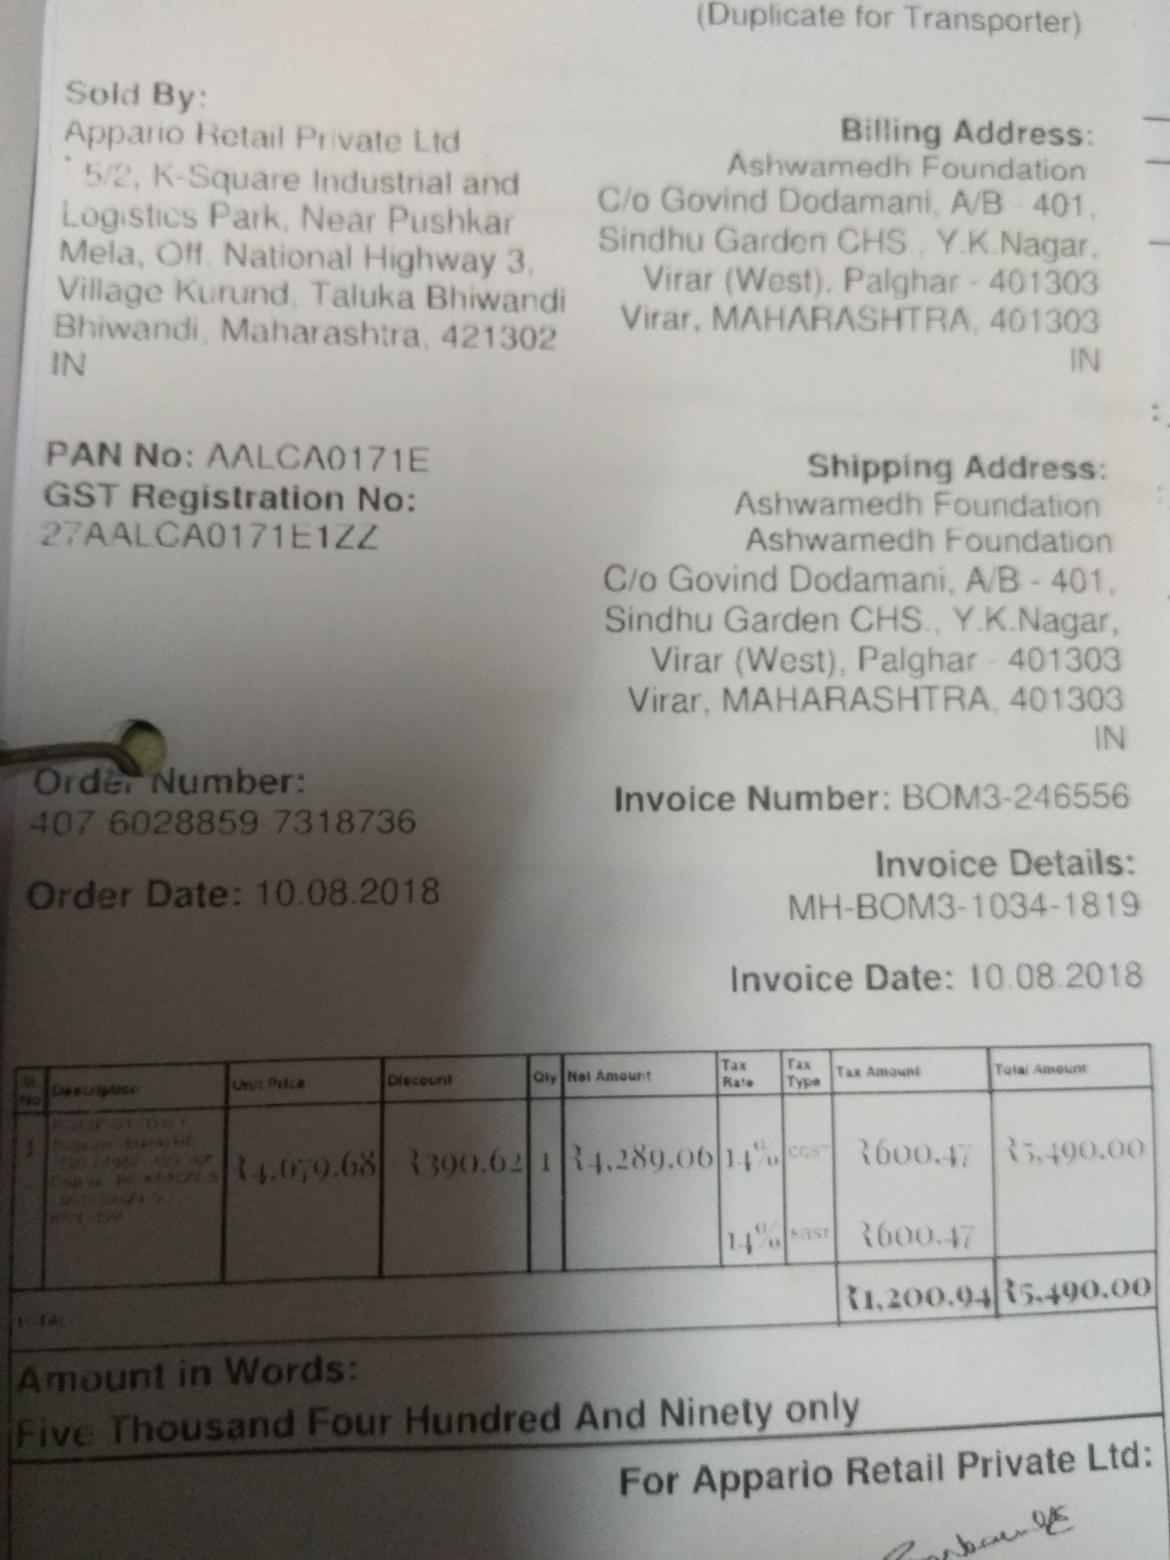 (Duplicate for Transporter)
Sold By:
Appario Retail Private Ltd
5/2, K-Square Industrial and
Logistics Park, Near Pushkar
Mela, Off. National Highway 3,
Village Kurund, Taluka Bhiwandi
Bhiwandi, Maharashtra, 421302
IN
Billing Address:
Ashwamedh Foundation
C/o Govind Dodamani, A/B - 401,
Sindhu Garden CHS., Y.K.Nagar,
Virar (West), Palghar - 401303
Virar, MAHARASHTRA, 401303
IN
PAN No: AALCA0171E
GST Registration No:
27AALCA0171E1ZZ
Shipping Address:
Ashwamedh Foundation
Ashwamedh Foundation
C/o Govind Dodamani, A/B - 401,
Sindhu Garden CHS., Y.K.Nagar,
Virar (West), Palghar - 401303
Virar, MAHARASHTRA, 401303
IN
Order Number:
407 6028859 7318736
Invoice Number: BOM3-246556
Order Date: 10.08.2018
Invoice Details:
MH-BOM3-1034-1819
Invoice Date: 10.08.2018
Sl. No Description Unit Price Discount Qty Net Amount Tax Rate Tax Type Tax Amount Total Amount
1 ₹4,679.68 ₹390.62 1 ₹4,289.06 14% CGST ₹600.47 ₹5,490.00
14% SGST ₹600.47
TOTAL ₹1,200.94 ₹5,490.00
Amount in Words:
Five Thousand Four Hundred And Ninety only
For Appario Retail Private Ltd: